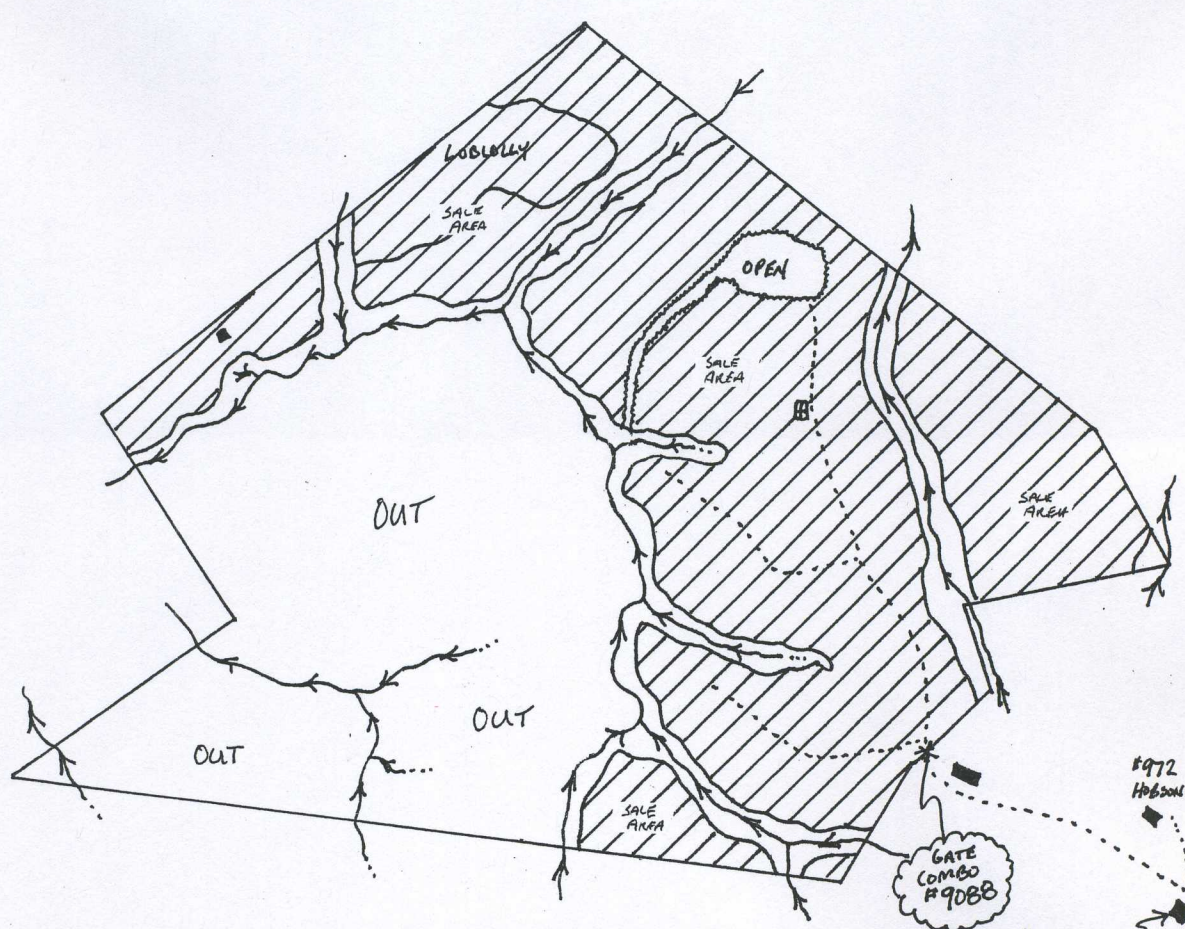 LOBLOLLY
SALE
AREA
OPEN
SALE
AREA
SALE
AREA
OUT
OUT
OUT
SALE
AREA
#972
HOBSON
GATE
COMBO
#9088